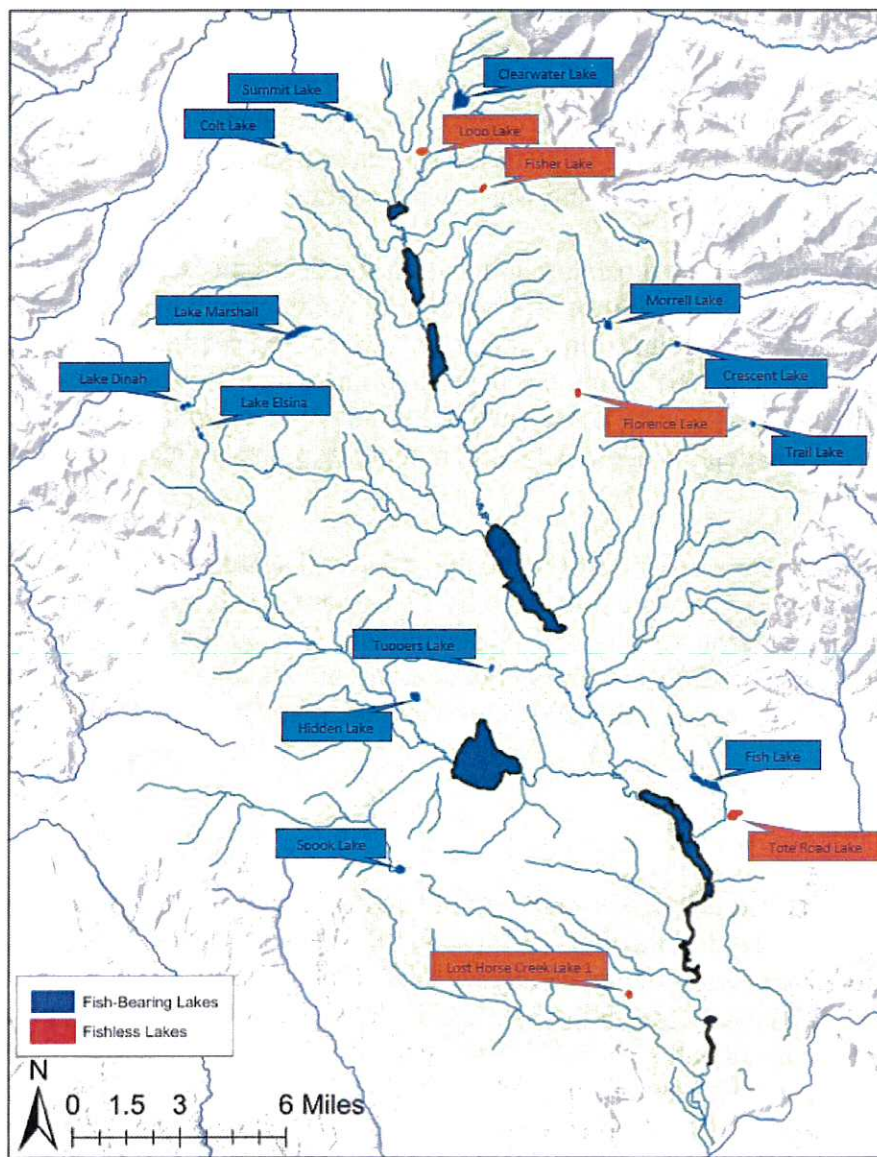 Clearwater Lake
Summit Lake
Colt Lake
Loop Lake
Fisher Lake
Lake Marshall
Morrell Lake
Lake Dinah
Lake Elsina
Crescent Lake
Florence Lake
Trail Lake
Tuppers Lake
Hidden Lake
Fish Lake
Spook Lake
Tote Road Lake
Lost Horse Creek Lake 1
Fish-Bearing Lakes
Fishless Lakes
N
0 1.5 3 6 Miles